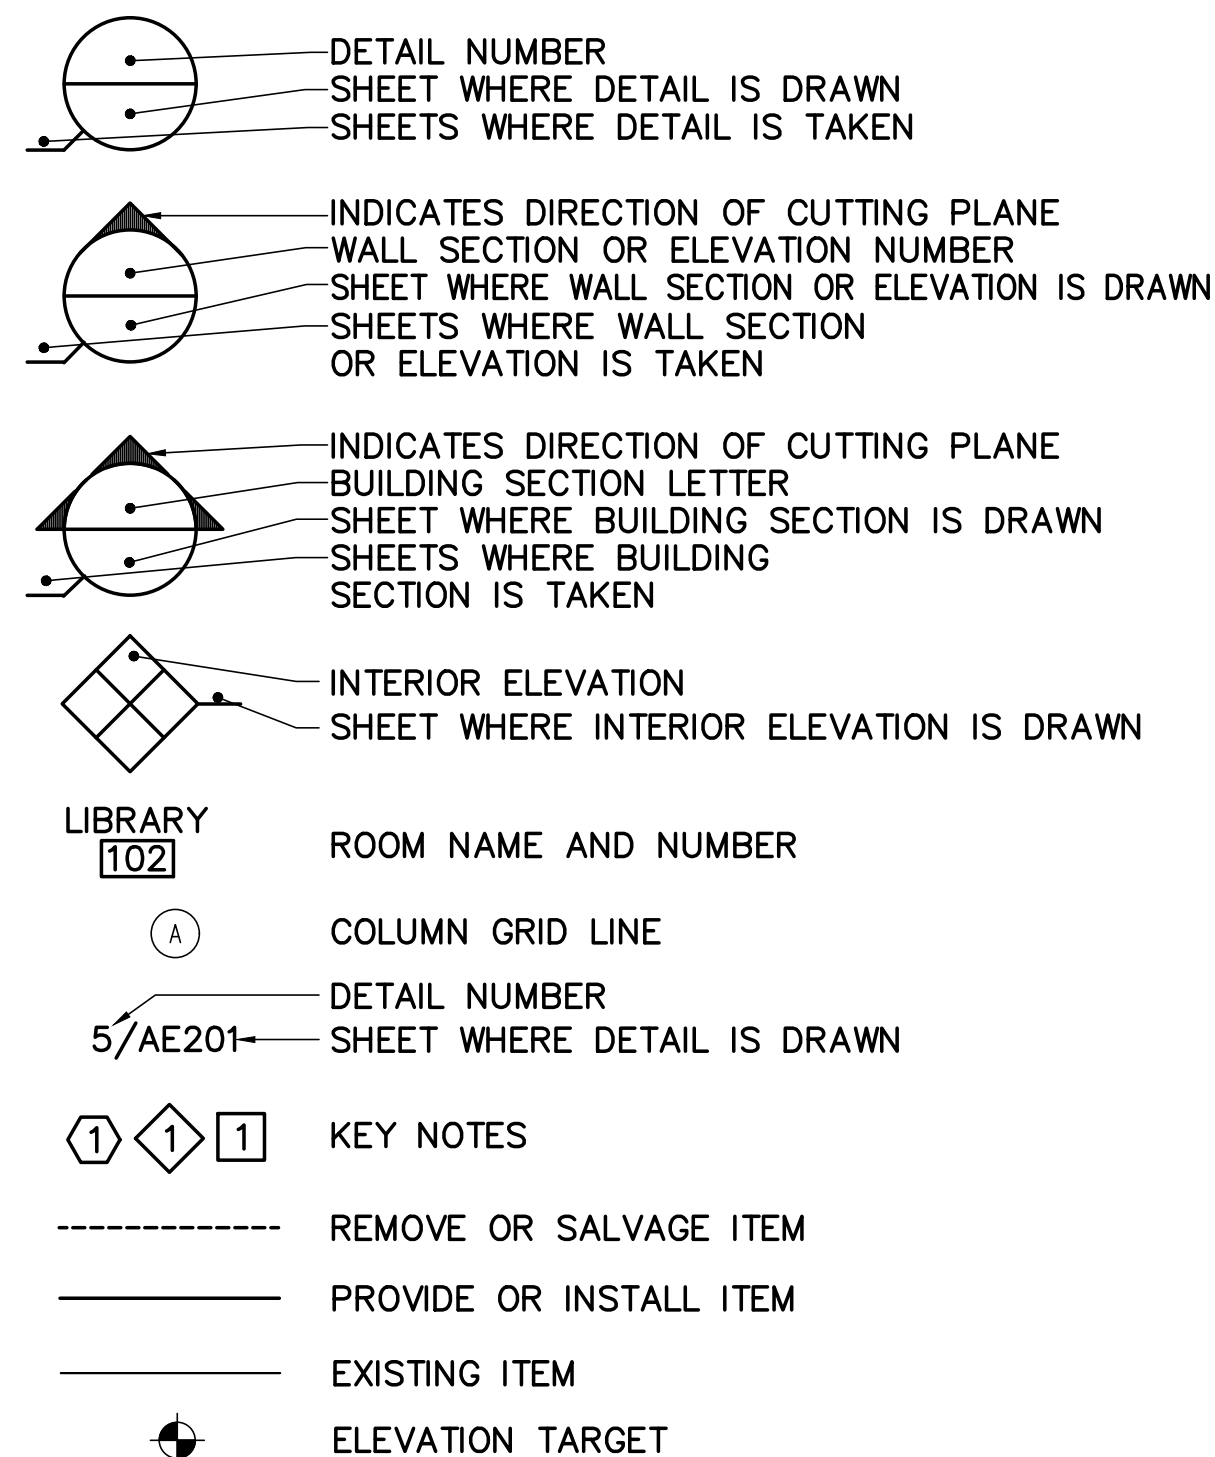 DETAIL NUMBER
SHEET WHERE DETAIL IS DRAWN
SHEETS WHERE DETAIL IS TAKEN
INDICATES DIRECTION OF CUTTING PLANE
WALL SECTION OR ELEVATION NUMBER
SHEET WHERE WALL SECTION OR ELEVATION IS DRAWN
SHEETS WHERE WALL SECTION
OR ELEVATION IS TAKEN
INDICATES DIRECTION OF CUTTING PLANE
BUILDING SECTION LETTER
SHEET WHERE BUILDING SECTION IS DRAWN
SHEETS WHERE BUILDING
SECTION IS TAKEN
INTERIOR ELEVATION
SHEET WHERE INTERIOR ELEVATION IS DRAWN
LIBRARY
102
ROOM NAME AND NUMBER
A COLUMN GRID LINE
DETAIL NUMBER
5/AE201 SHEET WHERE DETAIL IS DRAWN
1 1 1 KEY NOTES
REMOVE OR SALVAGE ITEM
PROVIDE OR INSTALL ITEM
EXISTING ITEM
ELEVATION TARGET